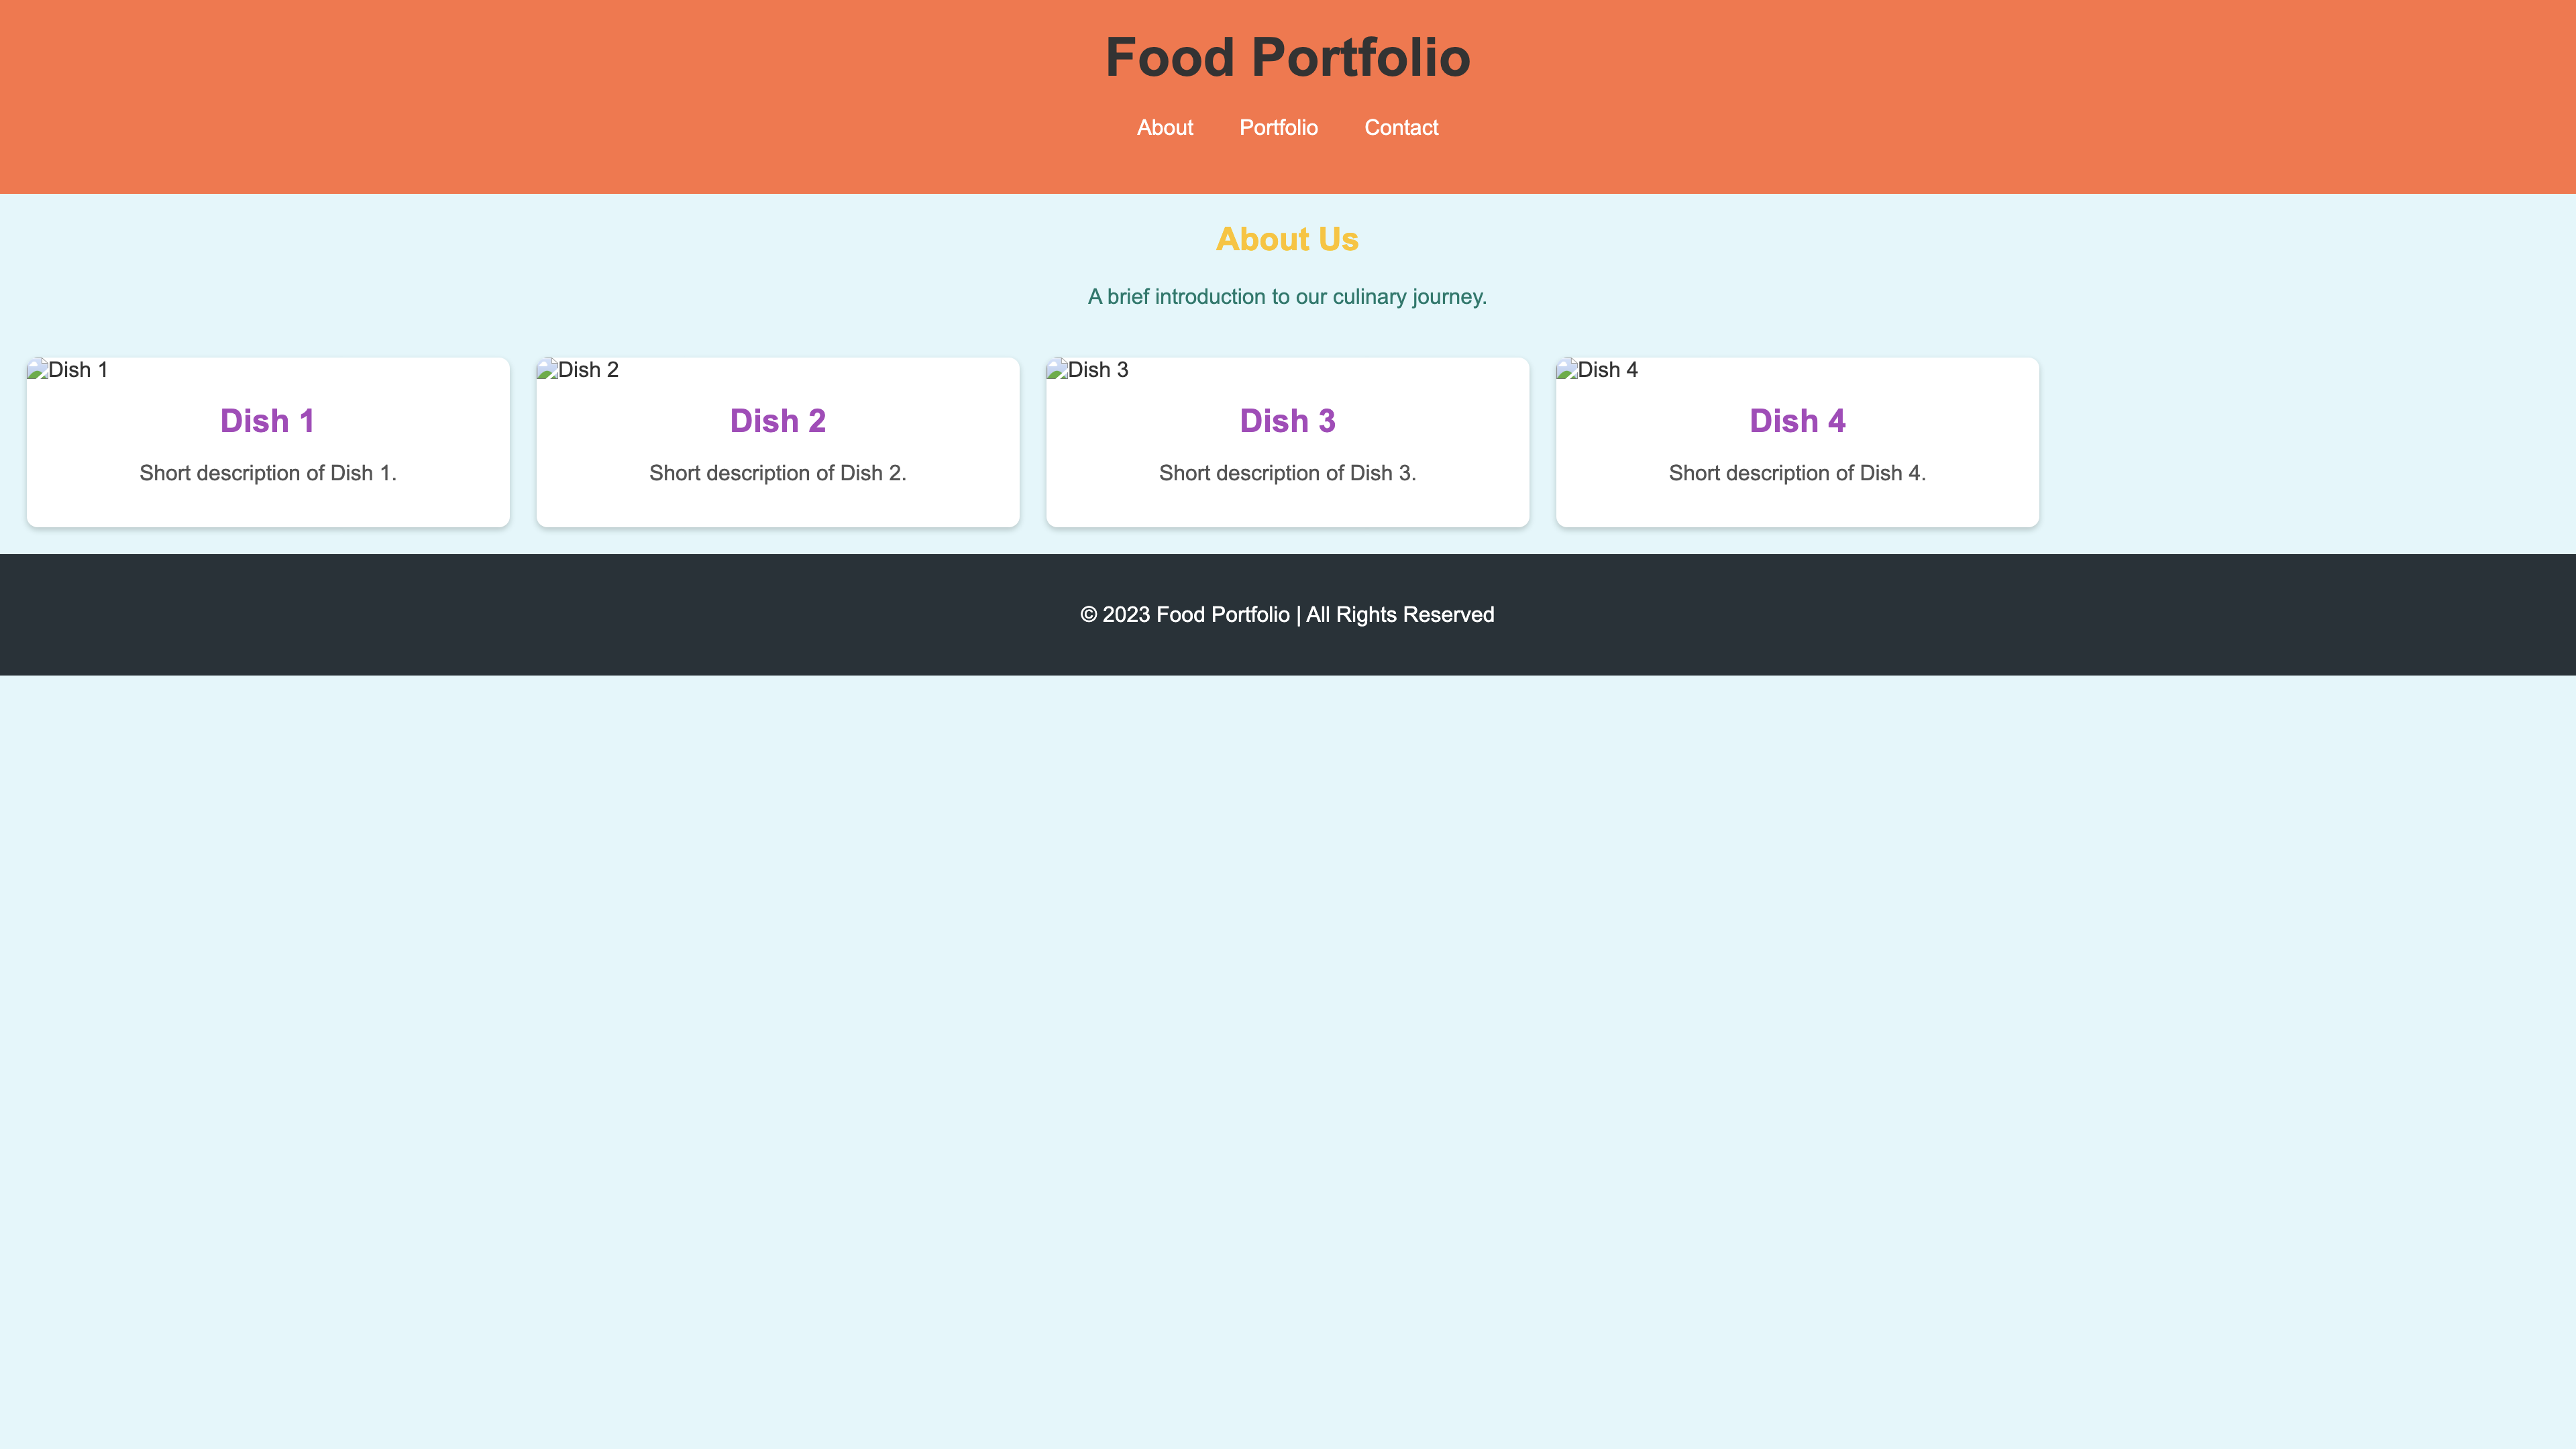 Food Portfolio
About Portfolio Contact
About Us
A brief introduction to our culinary journey.
Dish 1
Dish 1
Short description of Dish 1.
Dish 2
Dish 2
Short description of Dish 2.
Dish 3
Dish 3
Short description of Dish 3.
Dish 4
Dish 4
Short description of Dish 4.
© 2023 Food Portfolio | All Rights Reserved